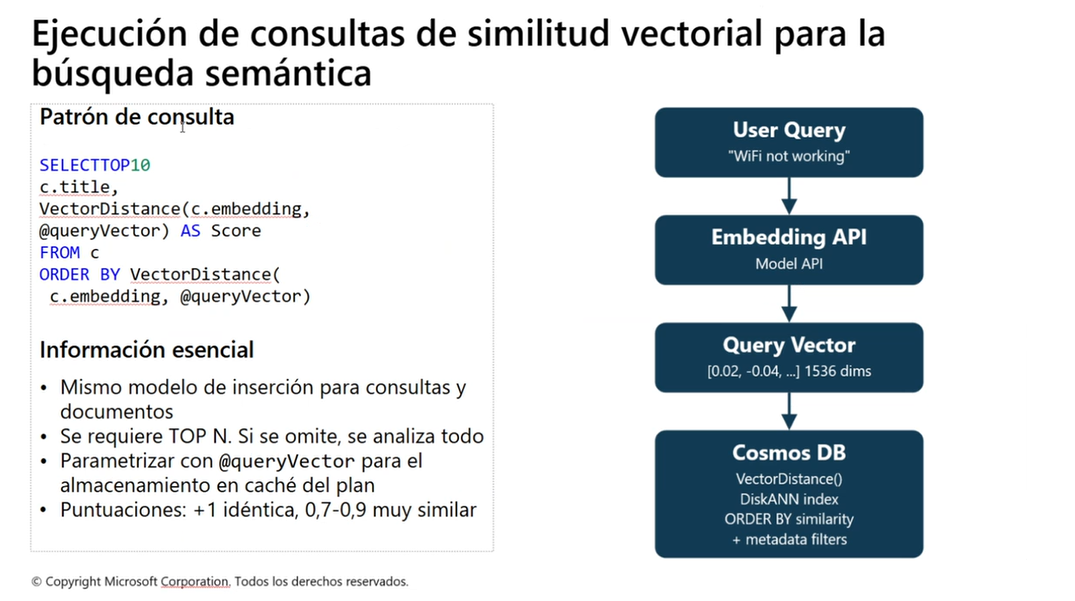 Ejecución de consultas de similitud vectorial para la
búsqueda semántica
Patrón de consulta
SELECTTOP10
c.title,
VectorDistance(c.embedding,
@queryVector) AS Score
FROM c
ORDER BY VectorDistance(
c.embedding, @queryVector)
Información esencial
• Mismo modelo de inserción para consultas y
documentos
• Se requiere TOP N. Si se omite, se analiza todo
• Parametrizar con @queryVector para el
almacenamiento en caché del plan
• Puntuaciones: +1 idéntica, 0,7-0,9 muy similar
User Query
"WiFi not working"
Embedding API
Model API
Query Vector
[0.02, -0.04, ...] 1536 dims
Cosmos DB
VectorDistance()
DiskANN index
ORDER BY similarity
+ metadata filters
© Copyright Microsoft Corporation. Todos los derechos reservados.